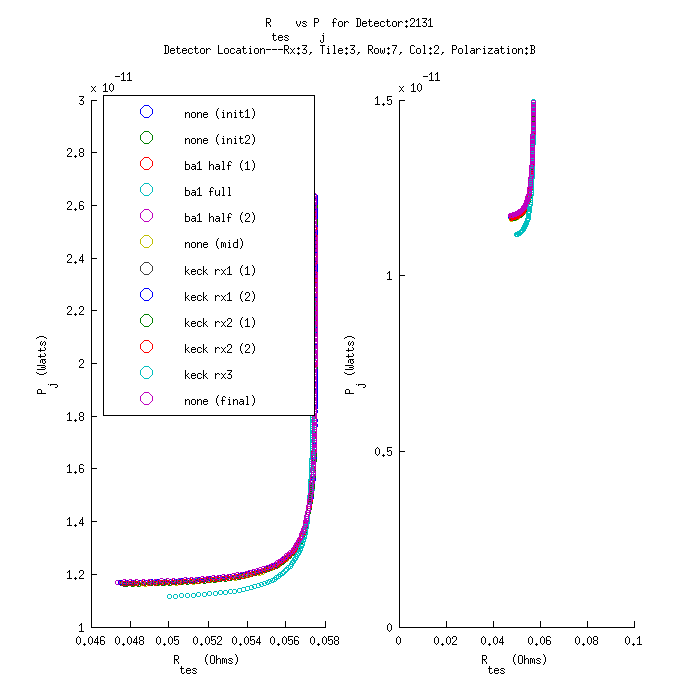 R    vs P  for Detector:2131
tes    j
Detector Location---Rx:3, Tile:3, Row:7, Col:2, Polarization:B
x 10-11
3
2.8
2.6
2.4
2.2
2
1.8
1.6
1.4
1.2
1
P j (Watts)
none (init1)
none (init2)
ba1 half (1)
ba1 full
ba1 half (2)
none (mid)
keck rx1 (1)
keck rx1 (2)
keck rx2 (1)
keck rx2 (2)
keck rx3
none (final)
0.046 0.048 0.05 0.052 0.054 0.056 0.058
R tes (Ohms)
x 10-11
1.5
1
0.5
0
P j (Watts)
0 0.02 0.04 0.06 0.08 0.1
R tes (Ohms)